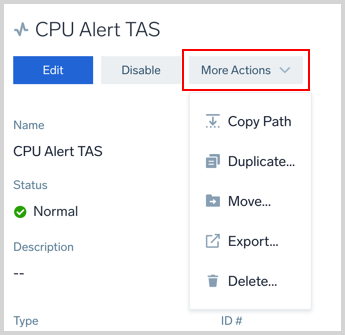 CPU Alert TAS
Edit
Disable
More Actions
Copy Path
Duplicate...
Move...
Export...
Delete...
Name
CPU Alert TAS
Status
Normal
Description
--
Type
ID #